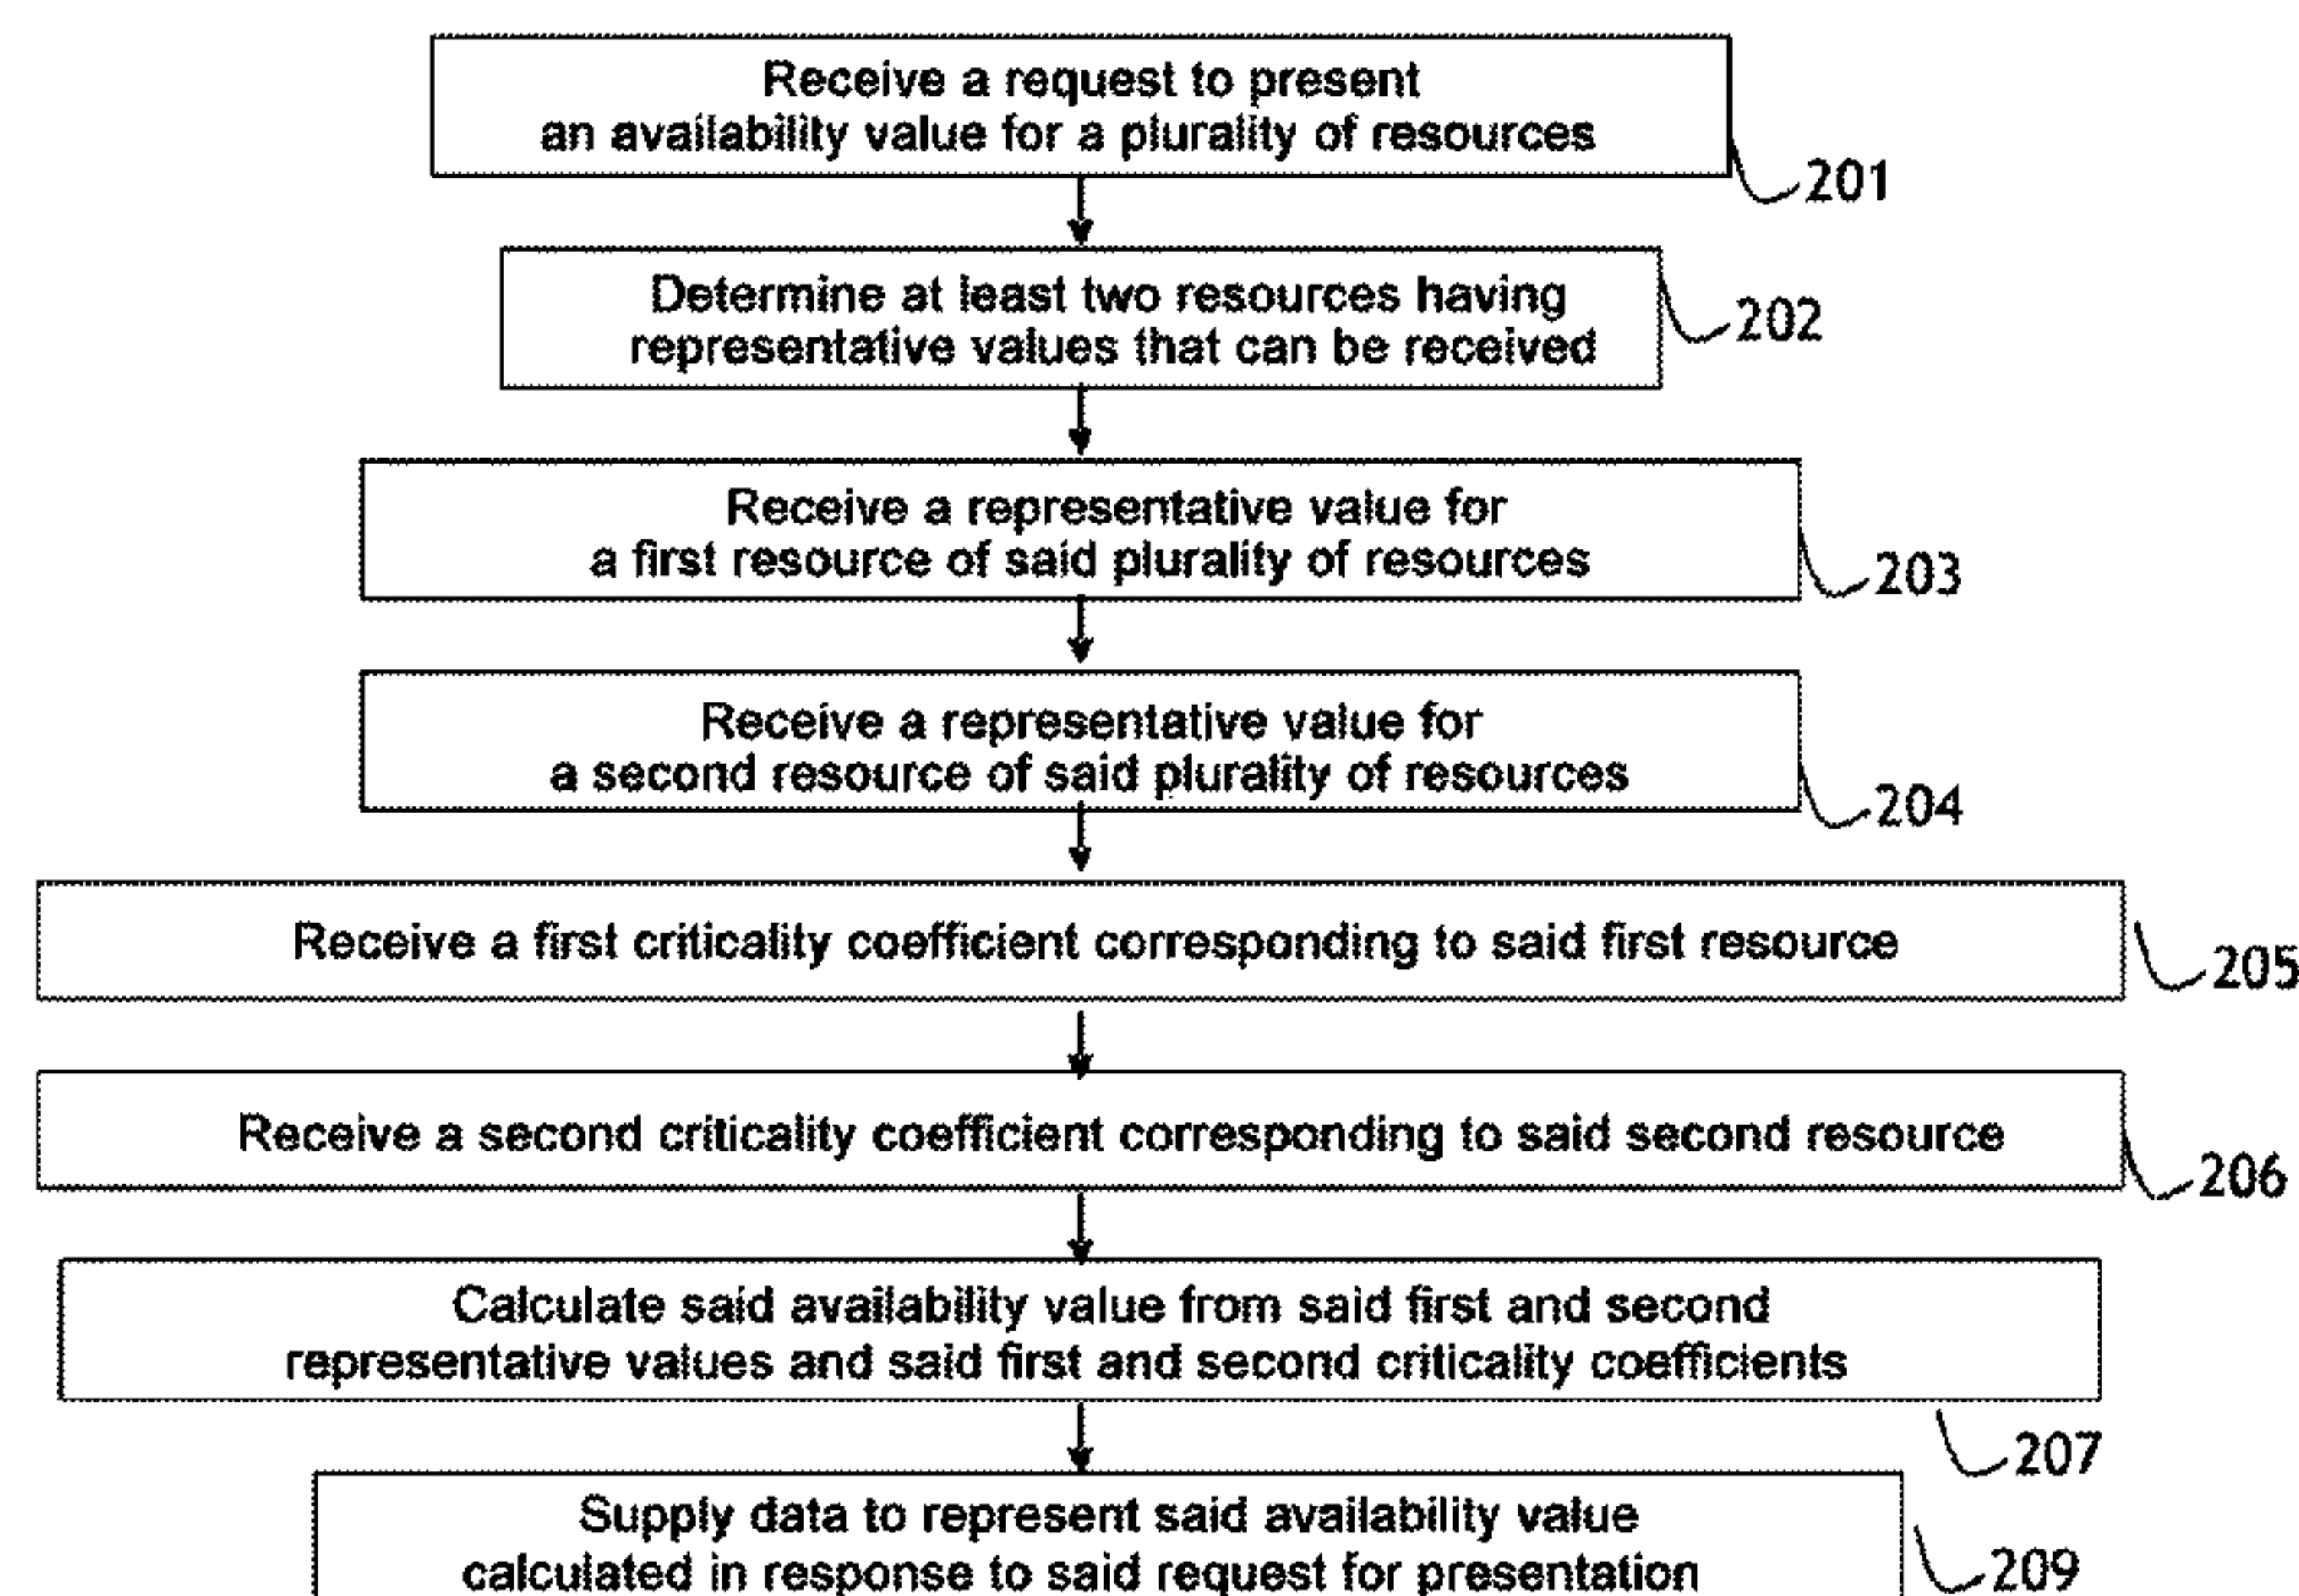 Receive a request to present
an availability value for a plurality of resources
201
Determine at least two resources having
representative values that can be received
202
Receive a representative value for
a first resource of said plurality of resources
203
Receive a representative value for
a second resource of said plurality of resources
204
Receive a first criticality coefficient corresponding to said first resource
205
Receive a second criticality coefficient corresponding to said second resource
206
Calculate said availability value from said first and second
representative values and said first and second criticality coefficients
207
Supply data to represent said availability value
calculated in response to said request for presentation
209